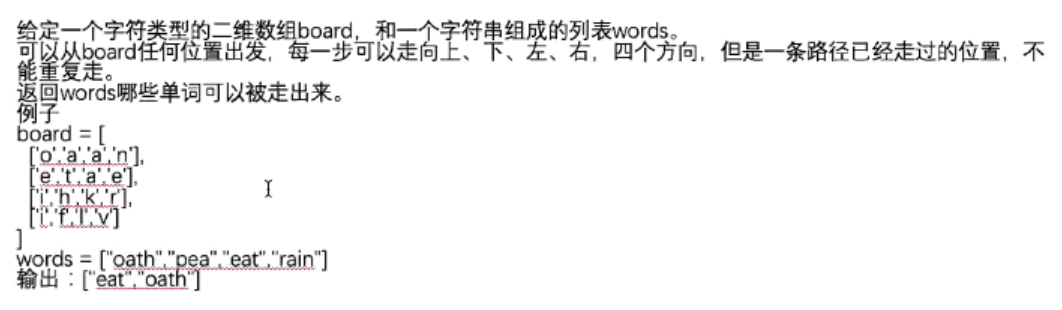 给定一个字符类型的二维数组board，和一个字符串组成的列表words。
可以从board任何位置出发，每一步可以走向上、下、左、右，四个方向，但是一条路径已经走过的位置，不
能重复走。
返回words哪些单词可以被走出来。
例子
board = [
['o','a','a','n'],
['e','t','a','e'],
['i','h','k','r'],
['i','f','l','v']
]
words = ["oath","pea","eat","rain"]
输出：["eat","oath"]